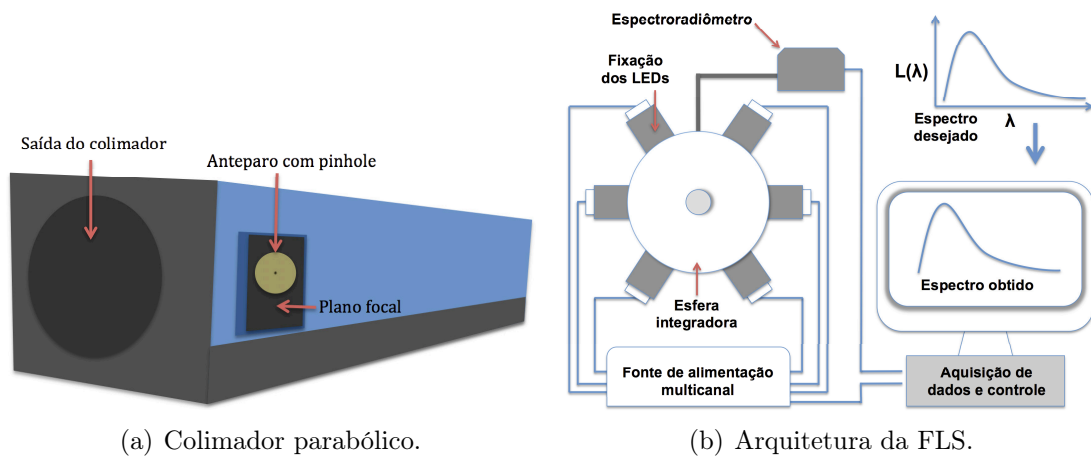 Saída do colimador
Anteparo com pinhole
Plano focal
(a) Colimador parabólico.
Espectroradiômetro
Fixação
dos LEDs
L(λ)
Espectro
desejado
λ
Espectro obtido
Esfera
integradora
Fonte de alimentação
multicanal
Aquisição de
dados e controle
(b) Arquitetura da FLS.